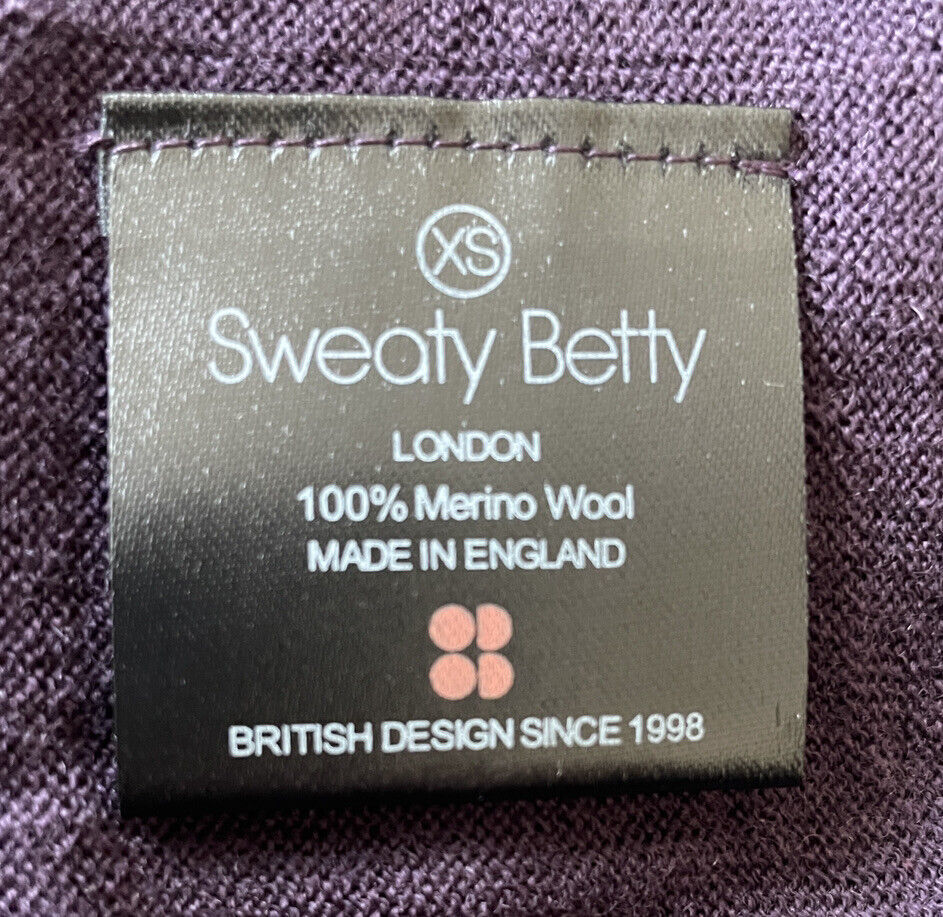 XS
Sweaty Betty
LONDON
100% Merino Wool
MADE IN ENGLAND
BRITISH DESIGN SINCE 1998